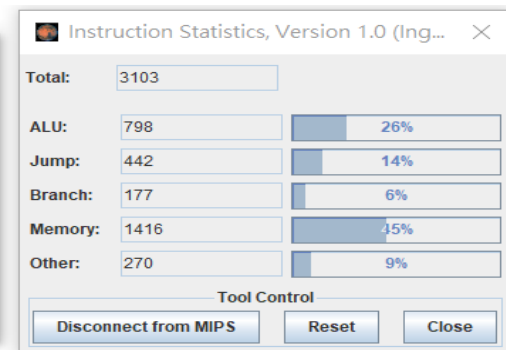 Instruction Statistics, Version 1.0 (Ing...
Total: 3103
ALU: 798 26%
Jump: 442 14%
Branch: 177 6%
Memory: 1416 45%
Other: 270 9%
Tool Control
Disconnect from MIPS Reset Close